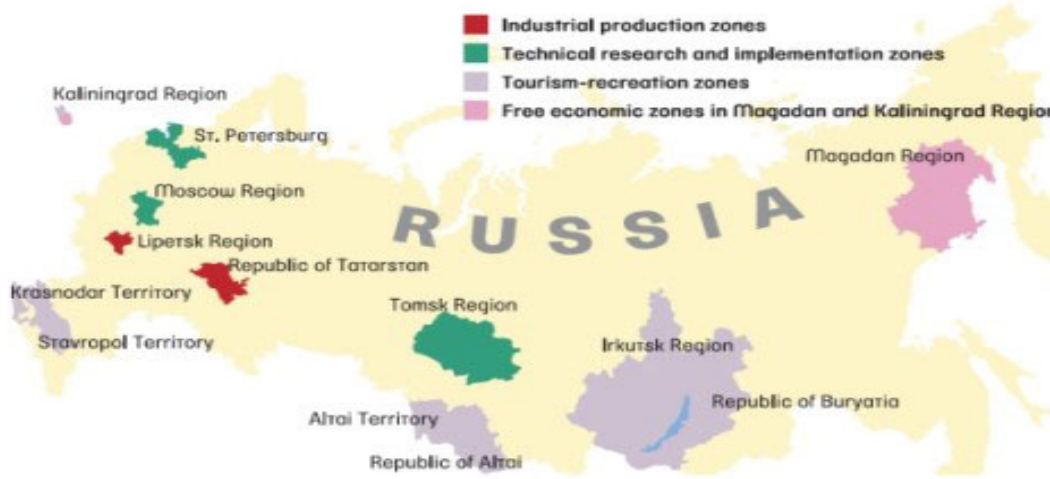 Industrial production zones
Technical research and implementation zones
Tourism-recreation zones
Free economic zones in Magadan and Kaliningrad Region
Kaliningrad Region
St. Petersburg
Magadan Region
Moscow Region
RUSSIA
Lipetsk Region
Republic of Tatarstan
Krasnodar Territory
Tomsk Region
Stavropol Territory
Irkutsk Region
Republic of Buryatia
Altai Territory
Republic of Altai